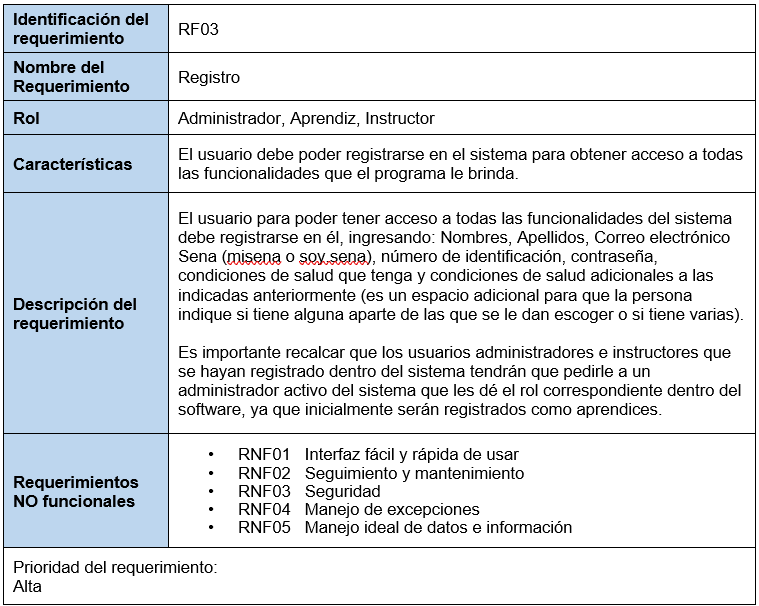 Identificación del
requerimiento
RF03
Nombre del
Requerimiento
Registro
Rol
Administrador, Aprendiz, Instructor
Características
El usuario debe poder registrarse en el sistema para obtener acceso a todas
las funcionalidades que el programa le brinda.
Descripción del
requerimiento
El usuario para poder tener acceso a todas las funcionalidades del sistema
debe registrarse en él, ingresando: Nombres, Apellidos, Correo electrónico
Sena (misena o soy.sena), número de identificación, contraseña,
condiciones de salud que tenga y condiciones de salud adicionales a las
indicadas anteriormente (es un espacio adicional para que la persona
indique si tiene alguna aparte de las que se le dan escoger o si tiene varias).
Es importante recalcar que los usuarios administradores e instructores que
se hayan registrado dentro del sistema tendrán que pedirle a un
administrador activo del sistema que les dé el rol correspondiente dentro del
software, ya que inicialmente serán registrados como aprendices.
Requerimientos
NO funcionales
• RNF01 Interfaz fácil y rápida de usar
• RNF02 Seguimiento y mantenimiento
• RNF03 Seguridad
• RNF04 Manejo de excepciones
• RNF05 Manejo ideal de datos e información
Prioridad del requerimiento:
Alta